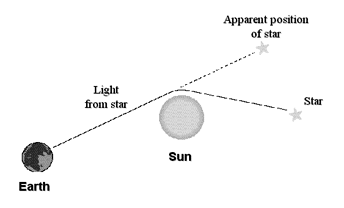 Apparent position
of star
Light
from star
Star
Sun
Earth